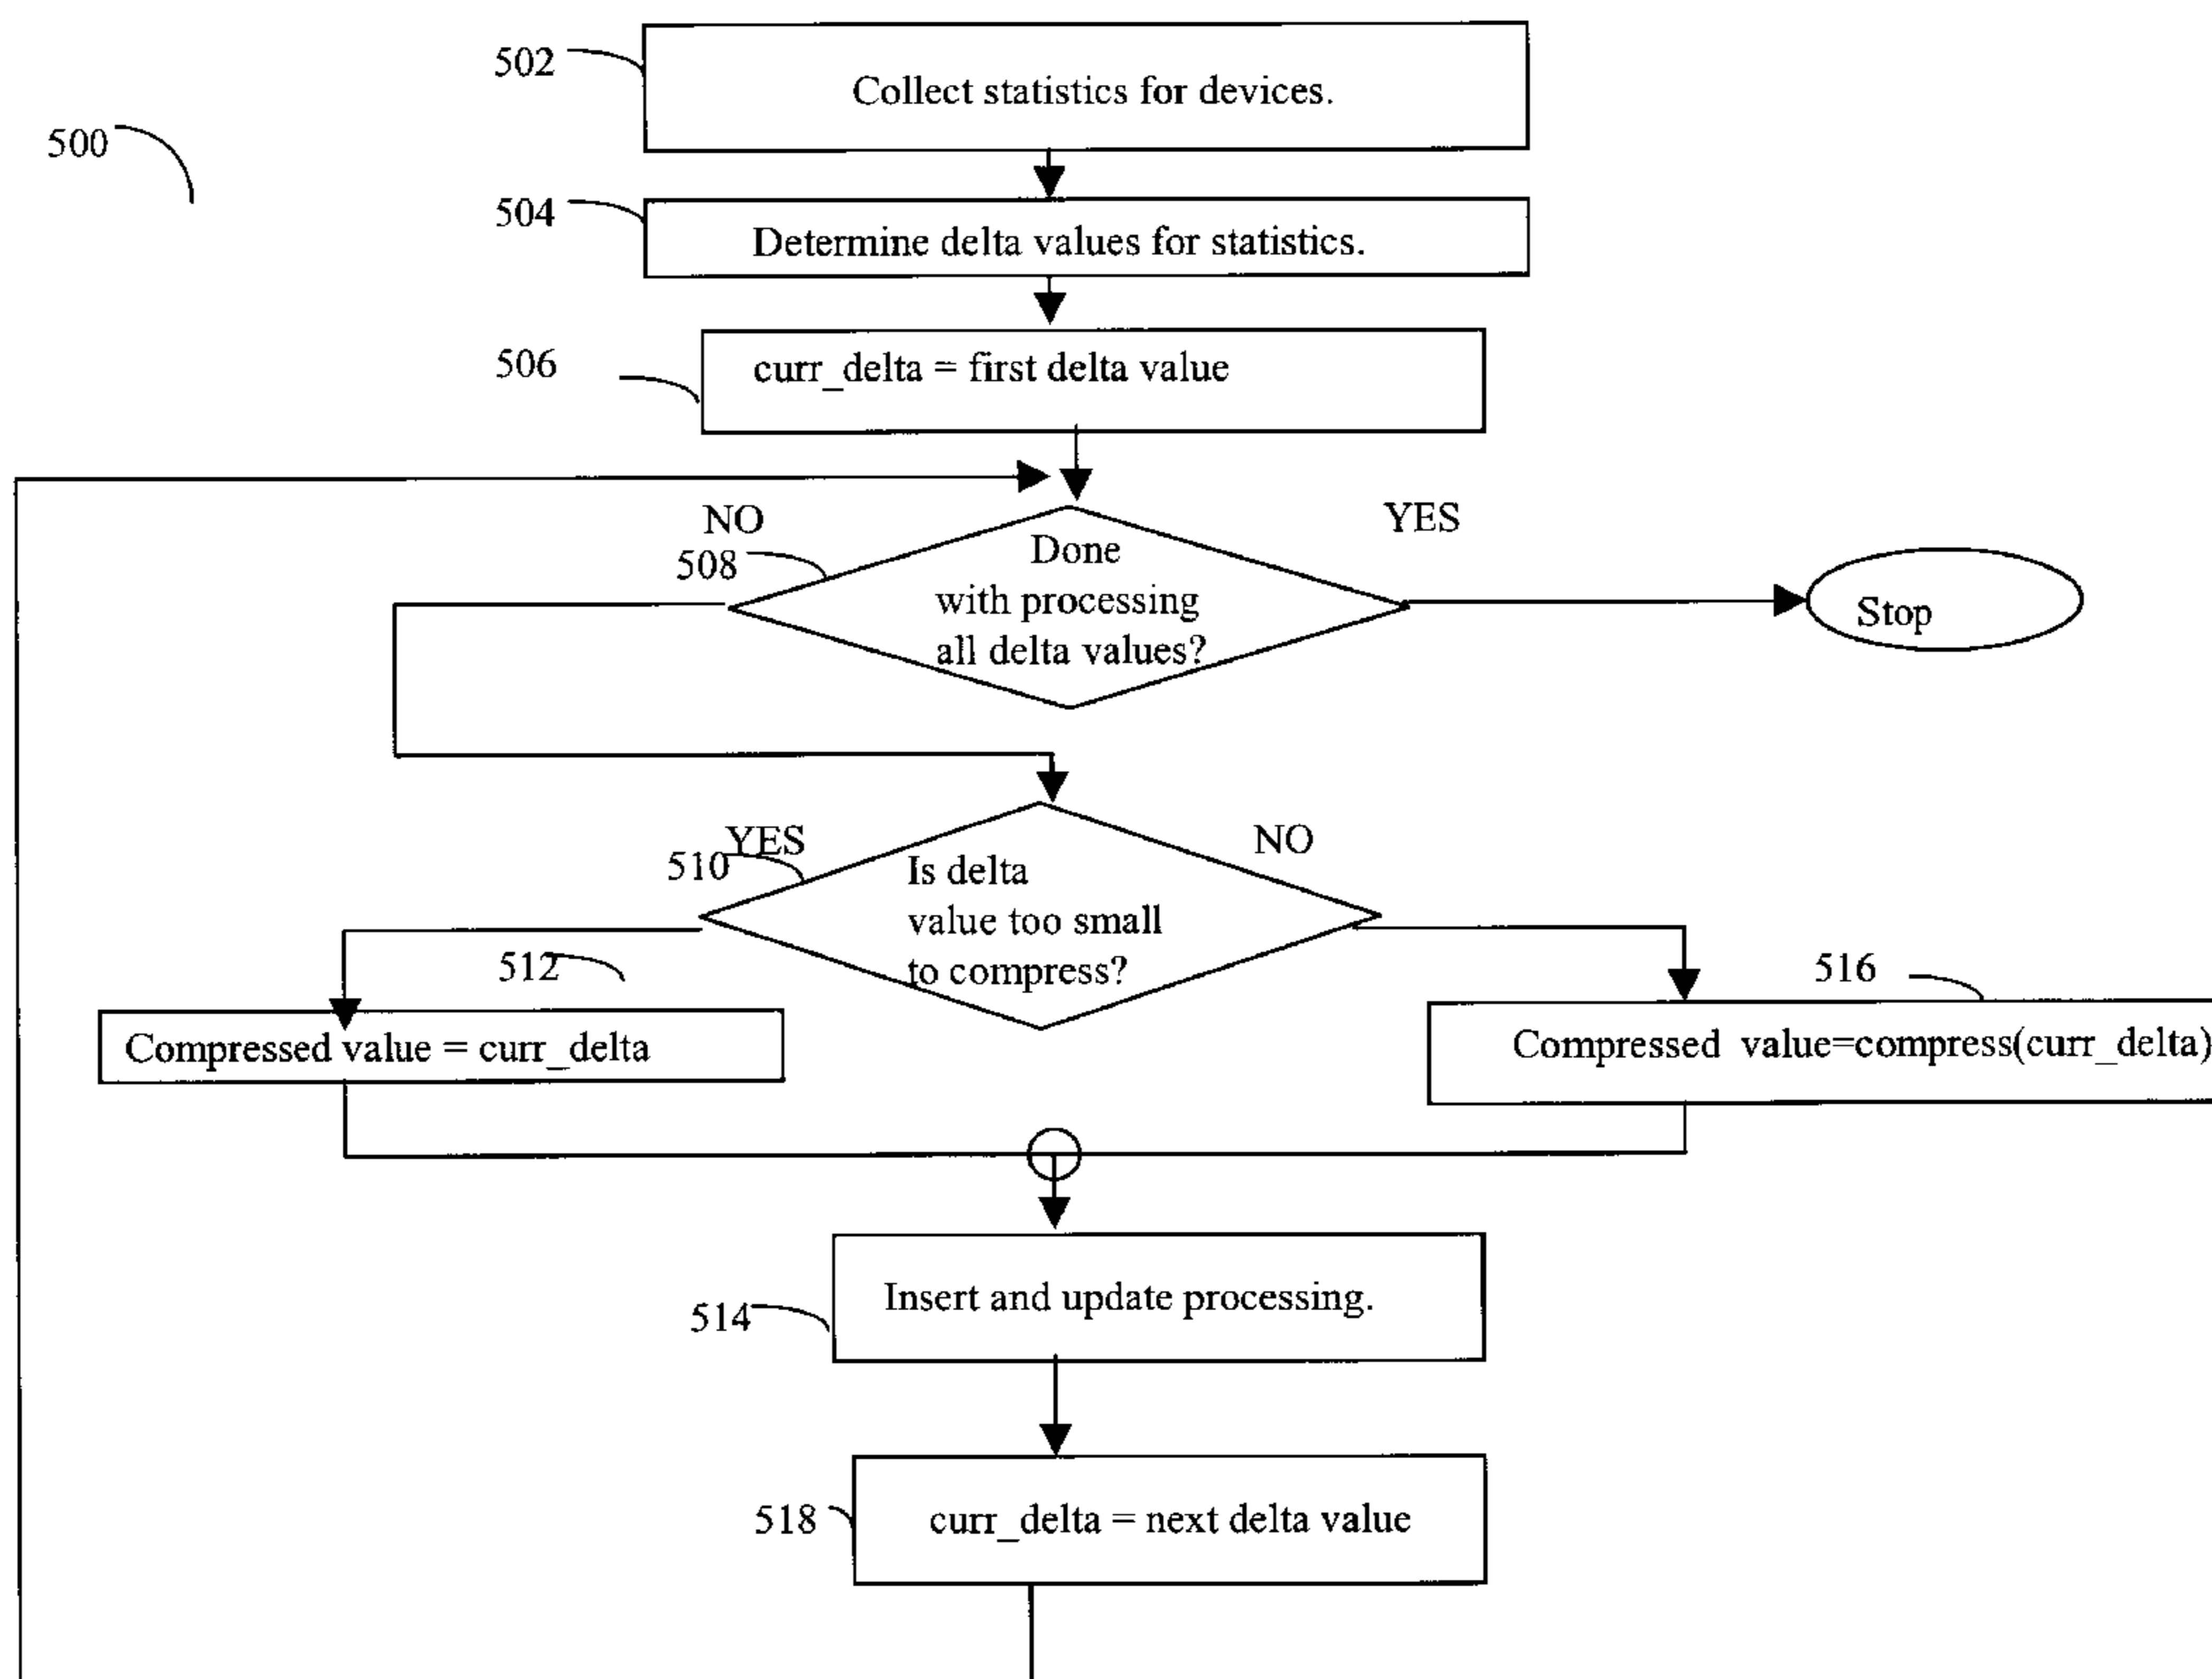 502
Collect statistics for devices.
500
504
Determine delta values for statistics.
506
curr_delta = first delta value
NO
YES
508
Done
with processing
all delta values?
Stop
YES
NO
510
Is delta
value too small
to compress?
512
516
Compressed value = curr_delta
Compressed value=compress(curr_delta)
514
Insert and update processing.
518
curr_delta = next delta value